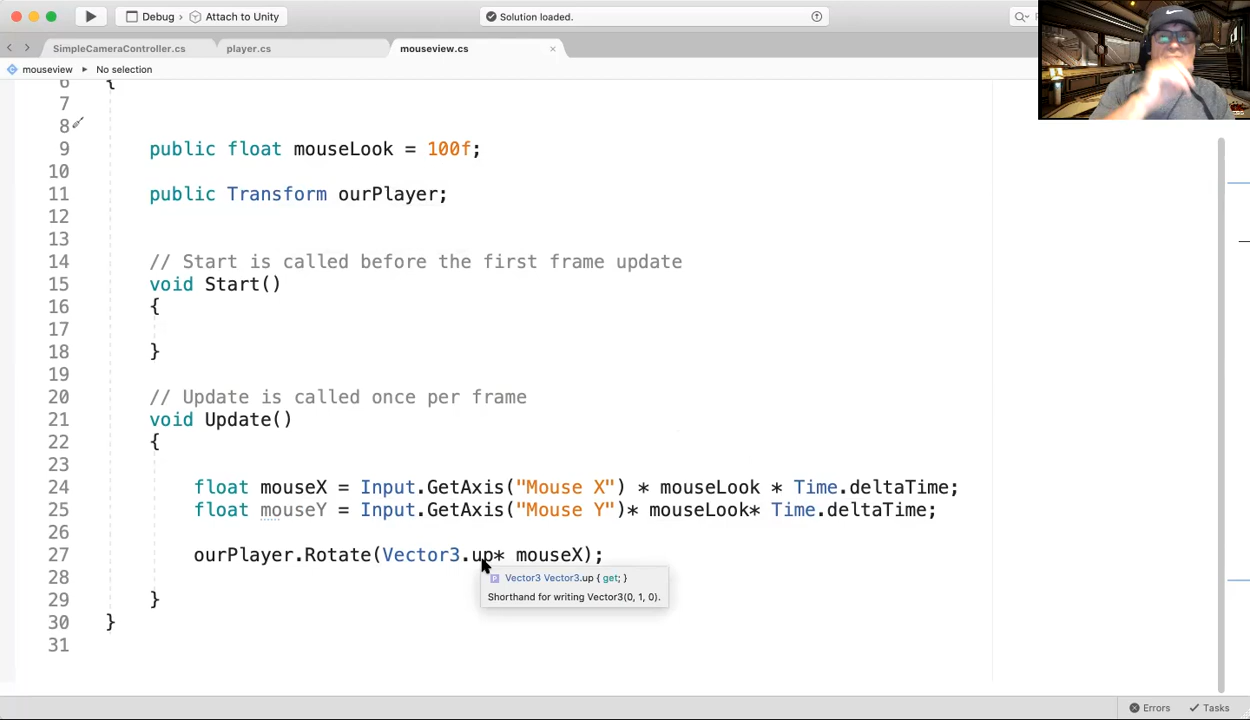 Debug › Attach to Unity
Solution loaded.
SimpleCameraController.cs
player.cs
mouseview.cs
mouseview ▸ No selection
6 {
7
8
9 public float mouseLook = 100f;
10
11 public Transform ourPlayer;
12
13
14 // Start is called before the first frame update
15 void Start()
16 {
17
18 }
19
20 // Update is called once per frame
21 void Update()
22 {
23
24 float mouseX = Input.GetAxis("Mouse X") * mouseLook * Time.deltaTime;
25 float mouseY = Input.GetAxis("Mouse Y")* mouseLook* Time.deltaTime;
26
27 ourPlayer.Rotate(Vector3.up* mouseX);
28
Vector3 Vector3.up { get; }
Shorthand for writing Vector3(0, 1, 0).
29 }
30 }
31
Errors
Tasks